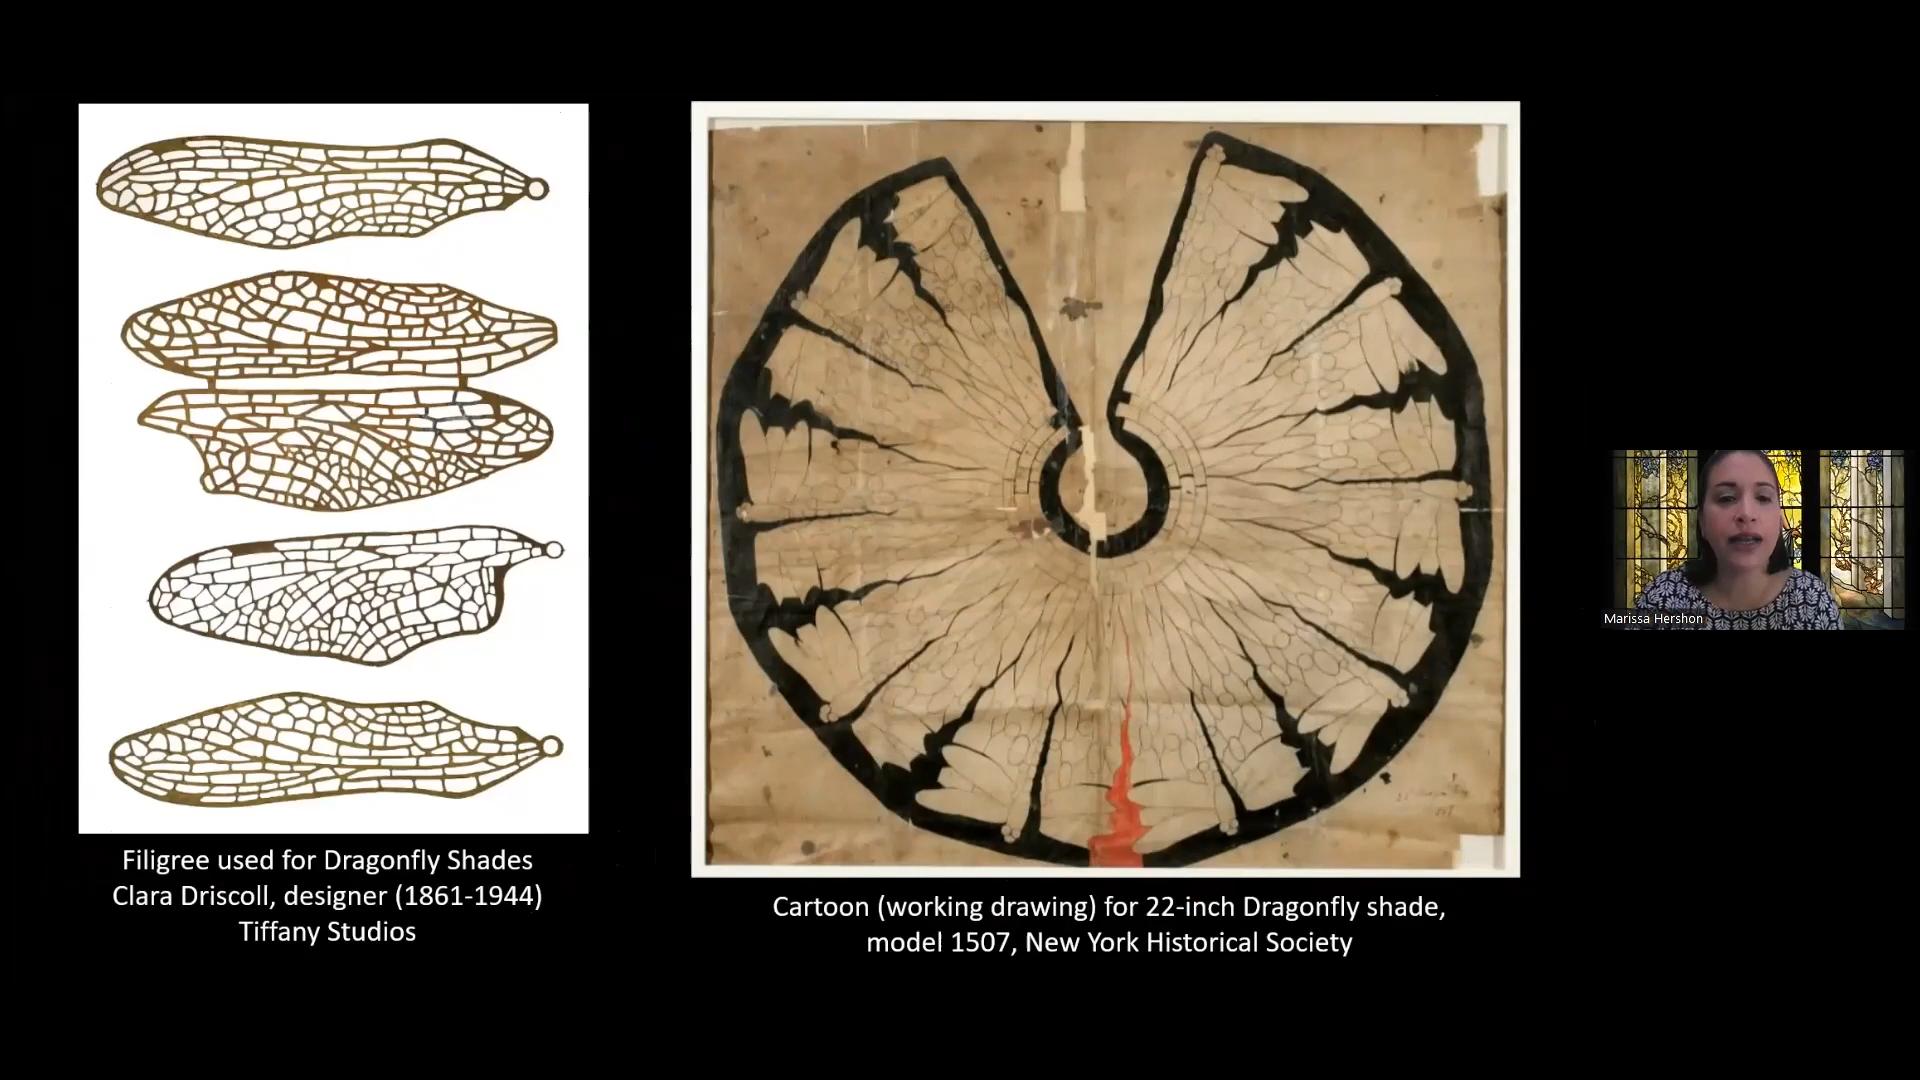 Filigree used for Dragonfly Shades
Clara Driscoll, designer (1861-1944)
Tiffany Studios
Cartoon (working drawing) for 22-inch Dragonfly shade,
model 1507, New York Historical Society
Marissa Hershon